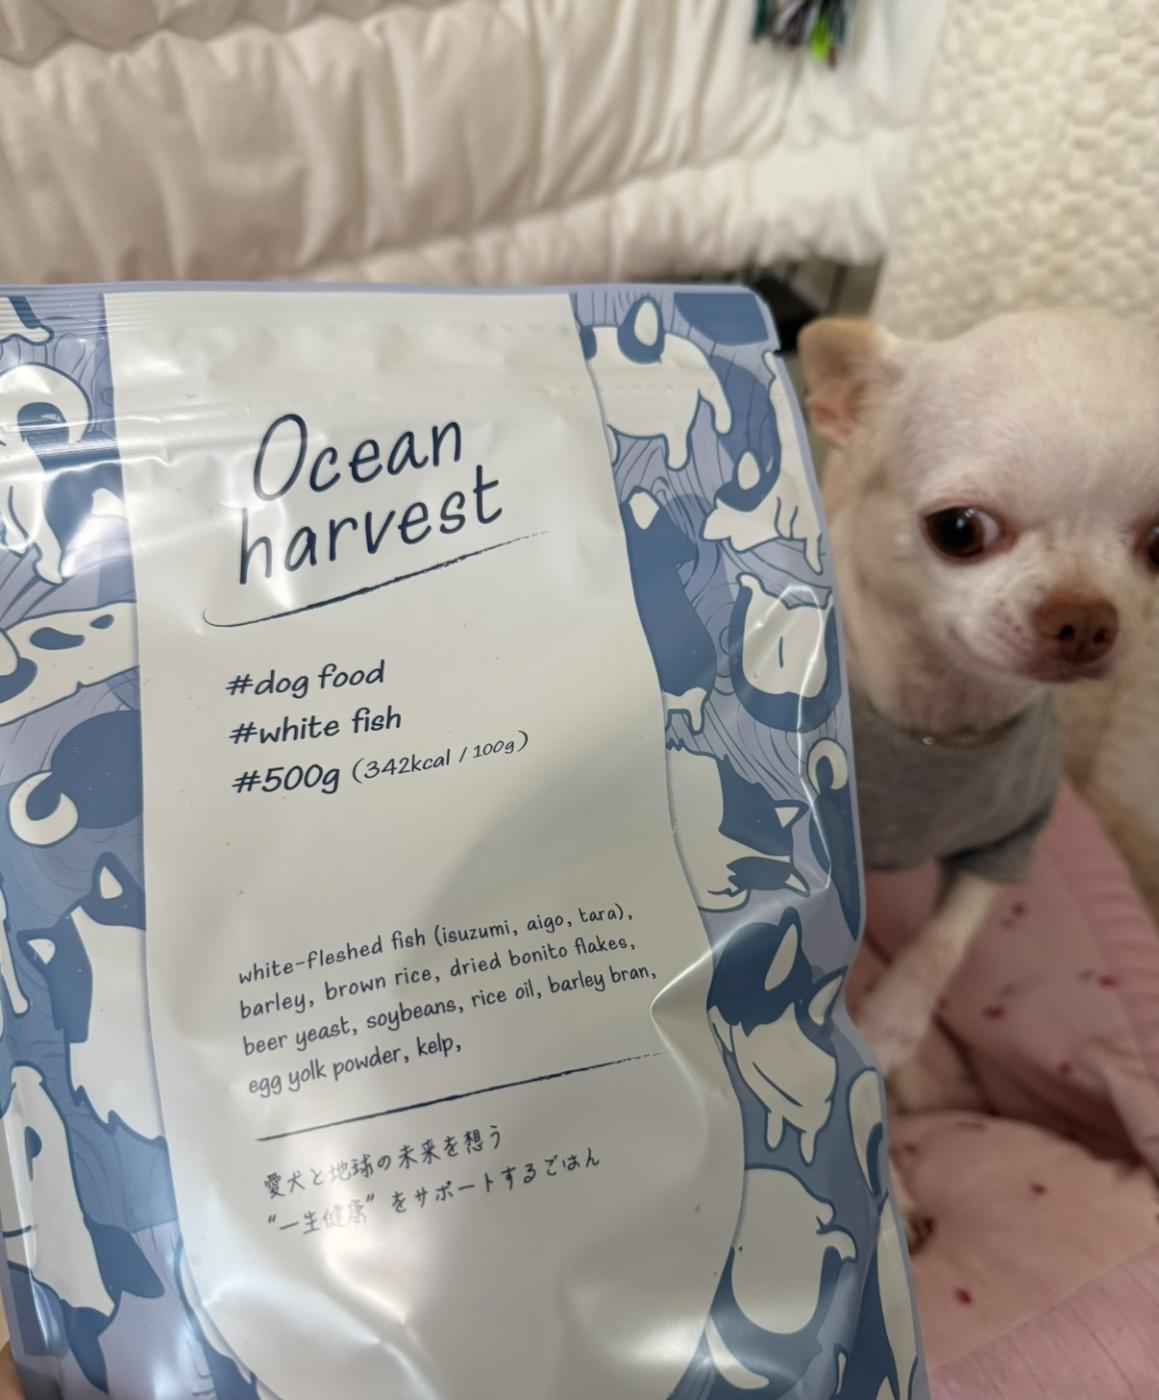 Ocean
harvest
#dog food
#white fish
#500g (342kcal / 100g)
white-fleshed fish (isuzumi, aigo, tara),
barley, brown rice, dried bonito flakes,
beer yeast, soybeans, rice oil, barley bran,
egg yolk powder, kelp,
愛犬と地球の未来を想う
“一生健康” をサポートするごはん